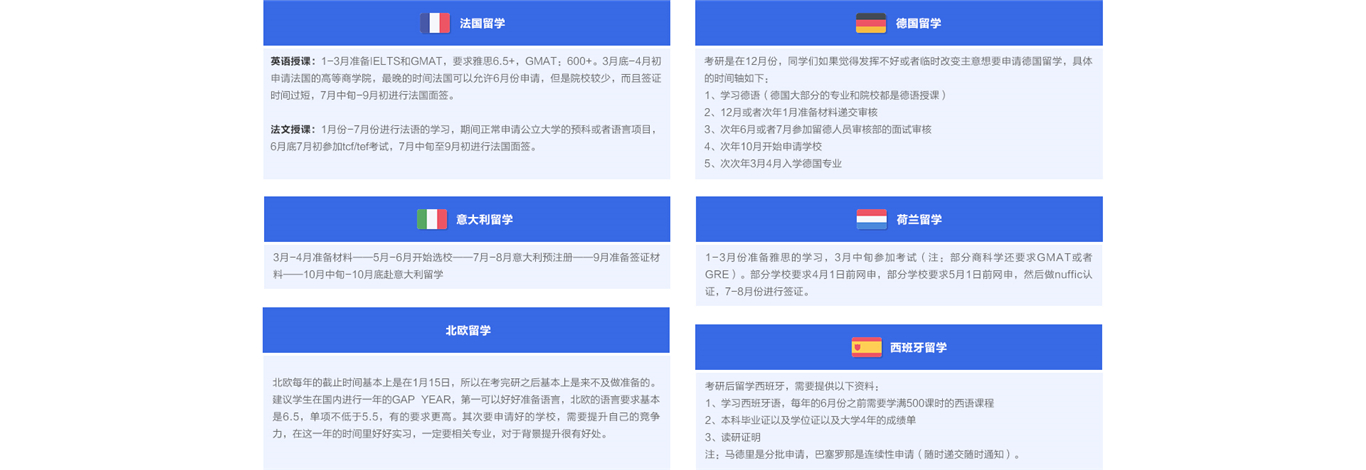 法国留学
英语授课：1-3月准备IELTS和GMAT，要求雅思6.5+，GMAT；600+。3月底-4月初
申请法国的高等商学院，最晚的时间法国可以允许6月份申请，但是院校较少，而且签证
时间过短，7月中旬-9月初进行法国面签。
法文授课：1月份-7月份进行法语的学习，期间正常申请公立大学的预科或者语言项目，
6月底7月初参加tcf/tef考试，7月中旬至9月初进行法国面签。
德国留学
考研是在12月份，同学们如果觉得发挥不好或者临时改变主意想要申请德国留学，具体
的时间轴如下；
1、学习德语（德国大部分的专业和院校都是德语授课）
2、12月或者次年1月准备材料递交审核
3、次年6月或者7月参加留德人员审核部的面试审核
4、次年10月开始申请学校
5、次次年3月4月入学德国专业
意大利留学
3月-4月准备材料——5月-6月开始选校——7月-8月意大利预注册——9月准备签证材
料——10月中旬-10月底赴意大利留学
荷兰留学
1-3月份准备雅思的学习，3月中旬参加考试（注；部分商科学还要求GMAT或者
GRE）。部分学校要求4月1日前网申，部分学校要求5月1日前网申，然后做nuffic认
证，7-8月份进行签证。
北欧留学
北欧每年的截止时间基本上是在1月15日，所以在考完研之后基本上是来不及做准备的。
建议学生在国内进行一年的GAP YEAR，第一可以好好准备语言，北欧的语言要求基本
是6.5，单项不低于5.5，有的要求更高。其次要申请好的学校，需要提升自己的竞争
力，在这一年的时间里好好实习，一定要相关专业，对于背景提升很有好处。
西班牙留学
考研后留学西班牙，需要提供以下资料；
1、学习西班牙语，每年的6月份之前需要学满500课时的西语课程
2、本科毕业证以及学位证以及大学4年的成绩单
3、读研证明
注；马德里是分批申请，巴塞罗那是连续性申请（随时递交随时通知）。